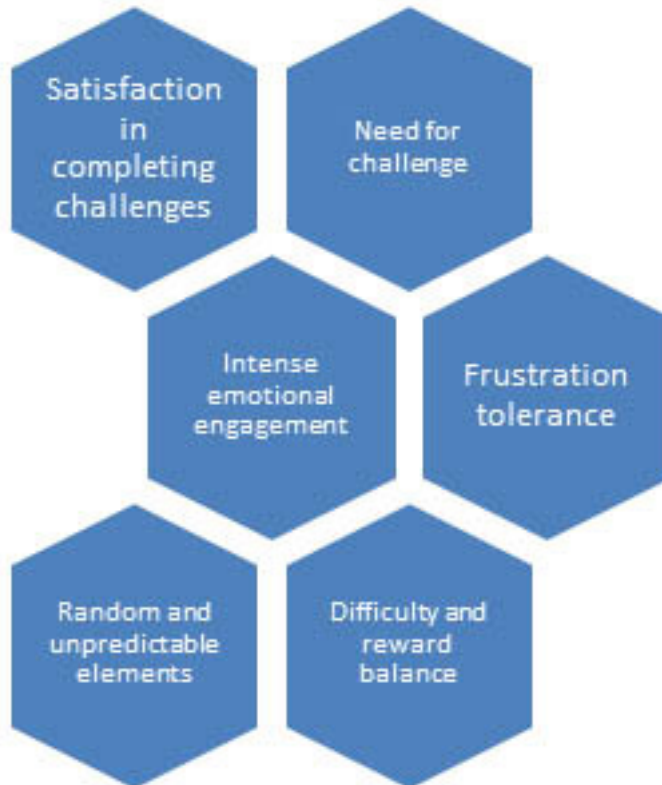 Satisfaction
in
completing
challenges
Need for
challenge
Intense
emotional
engagement
Frustration
tolerance
Random and
unpredictable
elements
Difficulty and
reward
balance